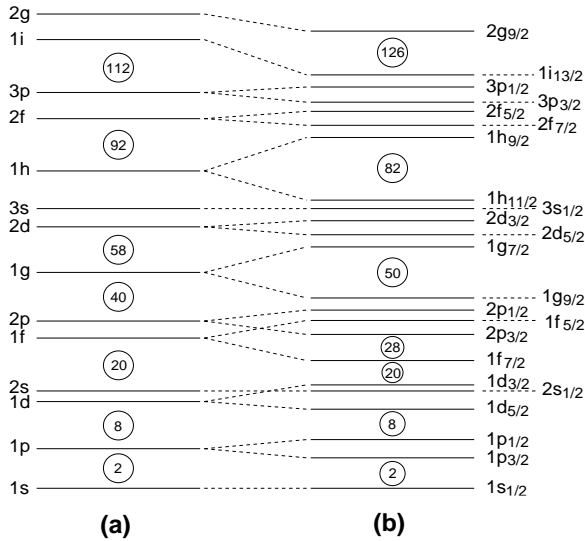 2g
1i
112
3p
2f
92
1h
3s
2d
58
1g
40
2p
1f
20
2s
1d
8
1p
2
1s
(a)
2g9/2
126
1i13/2
3p1/2
3p3/2
2f5/2
2f7/2
1h9/2
82
1h11/2
3s1/2
2d3/2
2d5/2
1g7/2
50
1g9/2
2p1/2
1f5/2
2p3/2
28
1f7/2
20
1d3/2
2s1/2
1d5/2
8
1p1/2
1p3/2
2
1s1/2
(b)